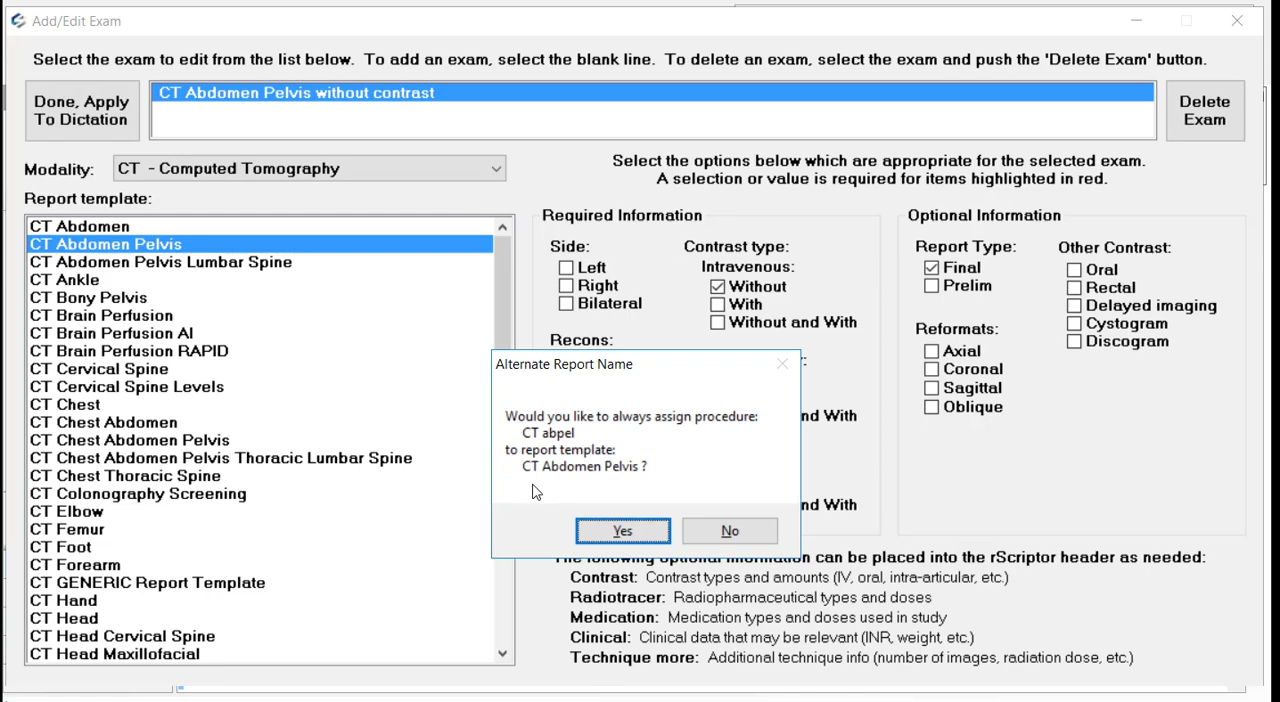 Add/Edit Exam
Select the exam to edit from the list below. To add an exam, select the blank line. To delete an exam, select the exam and push the 'Delete Exam' button.
Done, Apply
To Dictation
CT Abdomen Pelvis without contrast
Delete
Exam
Modality:
CT - Computed Tomography
Select the options below which are appropriate for the selected exam.
A selection or value is required for items highlighted in red.
Report template:
CT Abdomen
CT Abdomen Pelvis
CT Abdomen Pelvis Lumbar Spine
CT Ankle
CT Bony Pelvis
CT Brain Perfusion
CT Brain Perfusion AI
CT Brain Perfusion RAPID
CT Cervical Spine
CT Cervical Spine Levels
CT Chest
CT Chest Abdomen
CT Chest Abdomen Pelvis
CT Chest Abdomen Pelvis Thoracic Lumbar Spine
CT Chest Thoracic Spine
CT Colonography Screening
CT Elbow
CT Femur
CT Foot
CT Forearm
CT GENERIC Report Template
CT Hand
CT Head
CT Head Cervical Spine
CT Head Maxillofacial
Required Information
Side:
Left
Right
Bilateral
Contrast type:
Intravenous:
Without
With
Without and With
Recons:
nd With
nd With
Optional Information
Report Type:
Final
Prelim
Reformats:
Axial
Coronal
Sagittal
Oblique
Other Contrast:
Oral
Rectal
Delayed imaging
Cystogram
Discogram
Alternate Report Name
Would you like to always assign procedure:
CT abpel
to report template:
CT Abdomen Pelvis ?
Yes
No
The following optional information can be placed into the rScriptor header as needed:
Contrast: Contrast types and amounts (IV, oral, intra-articular, etc.)
Radiotracer: Radiopharmaceutical types and doses
Medication: Medication types and doses used in study
Clinical: Clinical data that may be relevant (INR, weight, etc.)
Technique more: Additional technique info (number of images, radiation dose, etc.)